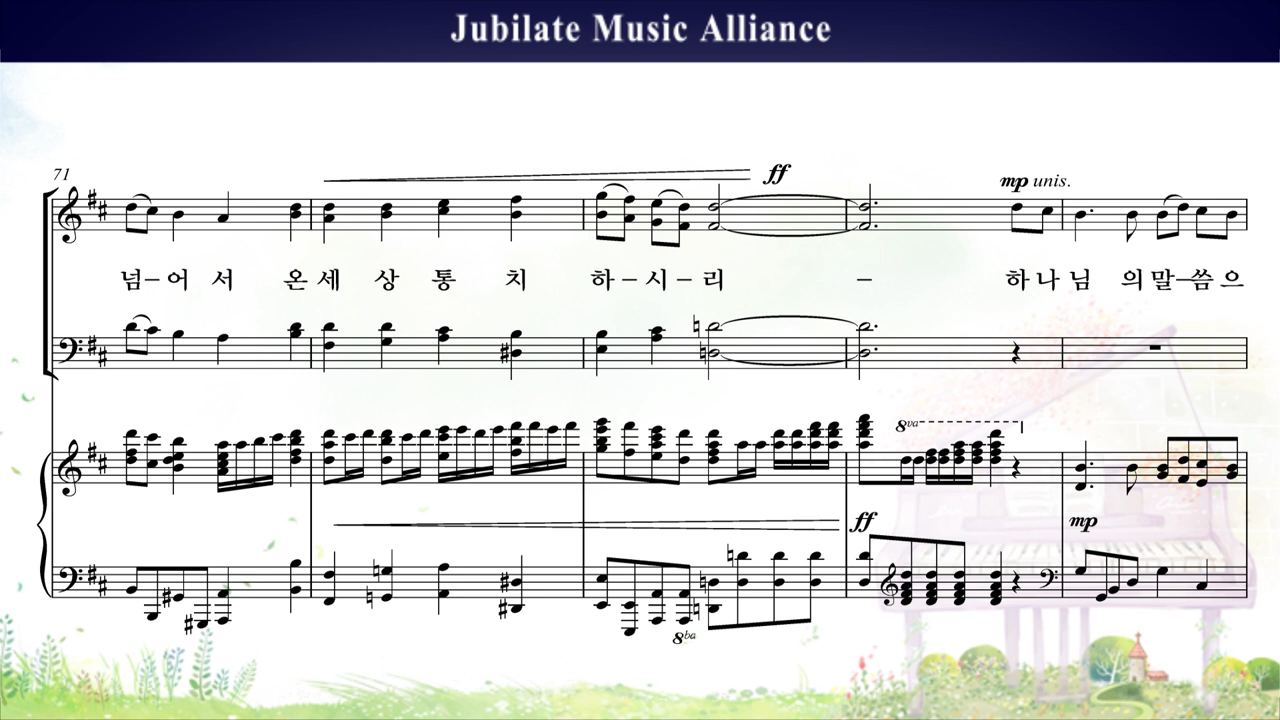 Jubilate Music Alliance
71
ff
mp unis.
넘–어 서 온 세 상 통 치 하–시–리 – 하 나 님 의 말–씀 으
8va
ff
mp
8ba